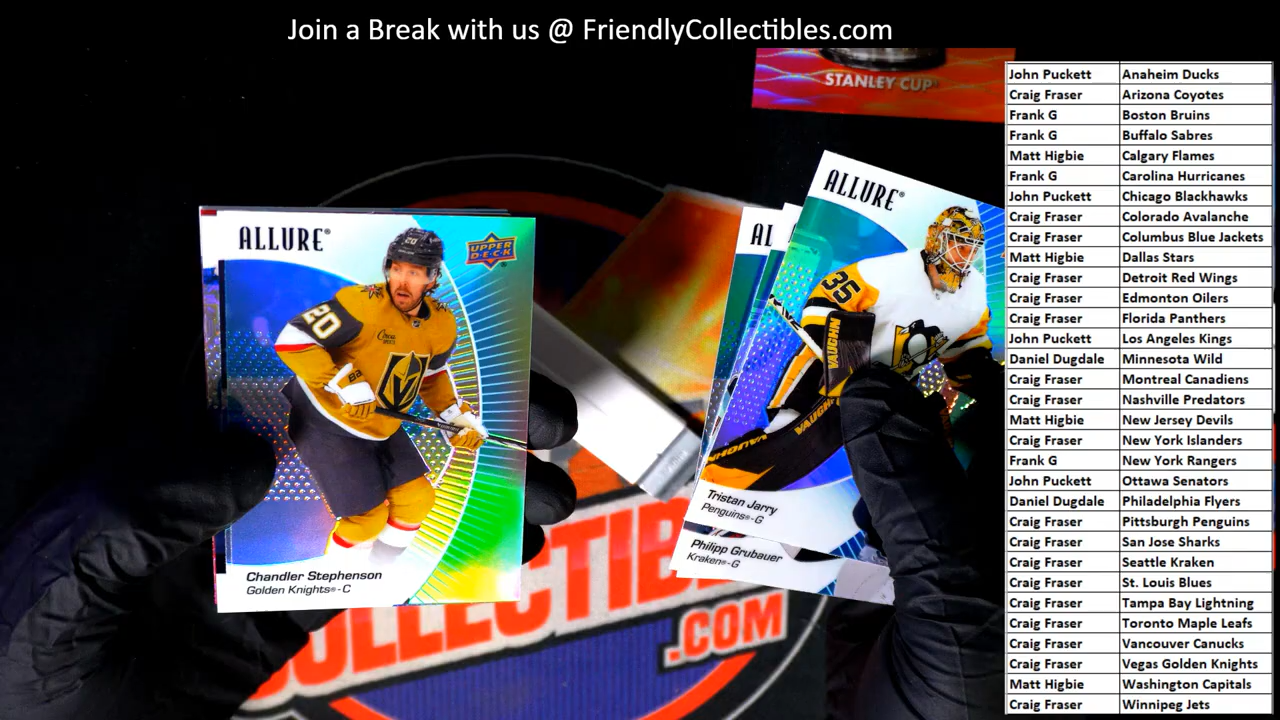 Join a Break with us @ FriendlyCollectibles.com
STANLEY CUP
ALLURE
UPPER DECK
20
20
Chandler Stephenson
Golden Knights®-C
AL
ALLURE®
35
VAUGHN
VAUGHN
VAUGHN
Tristan Jarry
Penguins®-G
Philipp Grubauer
Kraken®-G
COLLECTIB
.COM
John Puckett Anaheim Ducks
Craig Fraser Arizona Coyotes
Frank G Boston Bruins
Frank G Buffalo Sabres
Matt Higbie Calgary Flames
Frank G Carolina Hurricanes
John Puckett Chicago Blackhawks
Craig Fraser Colorado Avalanche
Craig Fraser Columbus Blue Jackets
Matt Higbie Dallas Stars
Craig Fraser Detroit Red Wings
Craig Fraser Edmonton Oilers
Craig Fraser Florida Panthers
John Puckett Los Angeles Kings
Daniel Dugdale Minnesota Wild
Craig Fraser Montreal Canadiens
Craig Fraser Nashville Predators
Matt Higbie New Jersey Devils
Craig Fraser New York Islanders
Frank G New York Rangers
John Puckett Ottawa Senators
Daniel Dugdale Philadelphia Flyers
Craig Fraser Pittsburgh Penguins
Craig Fraser San Jose Sharks
Craig Fraser Seattle Kraken
Craig Fraser St. Louis Blues
Craig Fraser Tampa Bay Lightning
Craig Fraser Toronto Maple Leafs
Craig Fraser Vancouver Canucks
Craig Fraser Vegas Golden Knights
Matt Higbie Washington Capitals
Craig Fraser Winnipeg Jets